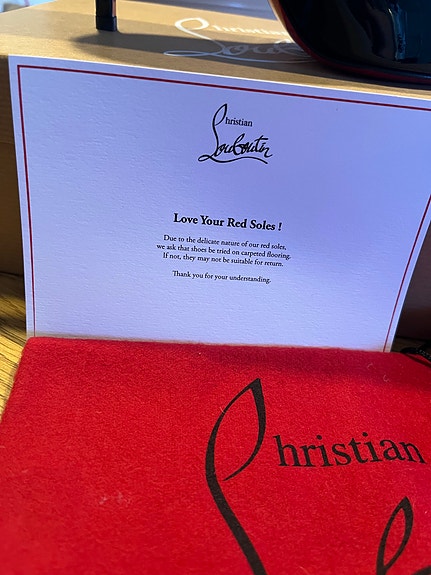 Christian
Louboutin
Christian
Louboutin
Love Your Red Soles !
Due to the delicate nature of our red soles,
we ask that shoes be tried on carpeted flooring.
If not, they may not be suitable for return.
Thank you for your understanding.
Christian